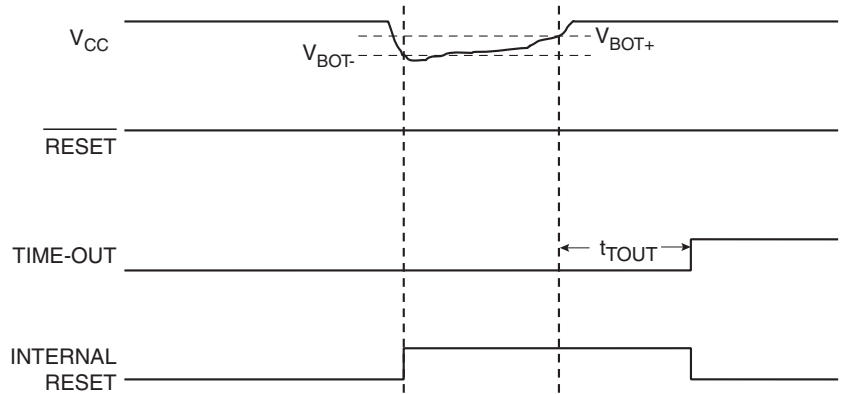 VCC
VBOT-
VBOT+
RESET
TIME-OUT
tTOUT
INTERNAL
RESET